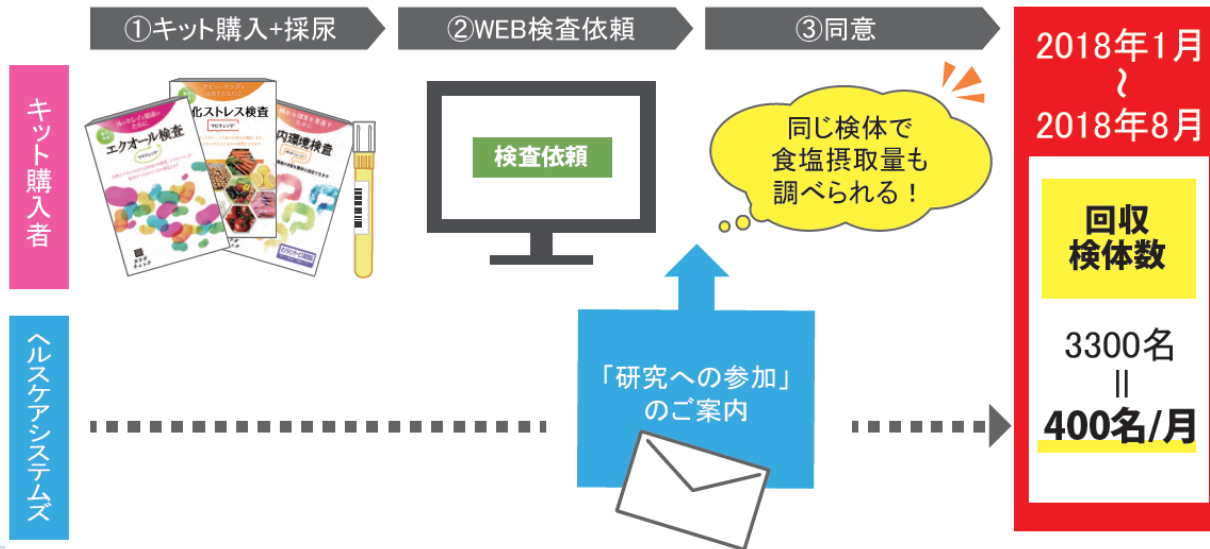 ①キット購入+採尿
②WEB検査依頼
③同意
2018年1月
~
2018年8月
キット購入者
エクオール検査
化ストレス検査
内環境検査
検査依頼
同じ検体で
食塩摂取量も
調べられる！
回収
検体数
3300名
=
400名/月
ヘルスケアシステムズ
「研究への参加」
のご案内